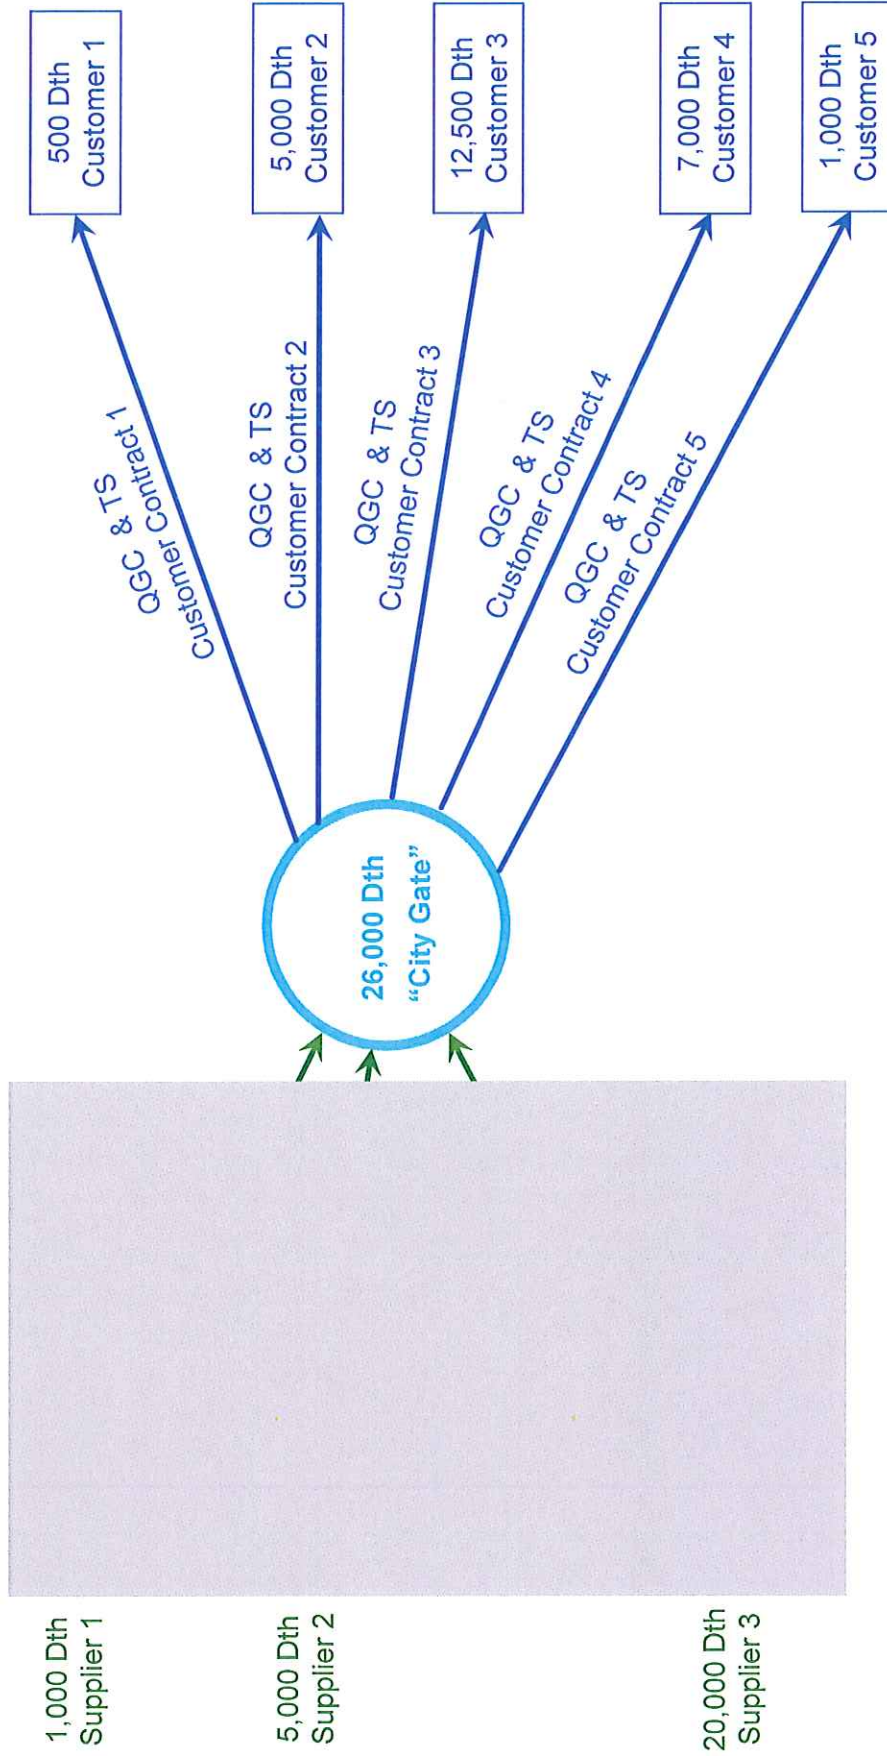 1,000 Dth
Supplier 1
5,000 Dth
Supplier 2
20,000 Dth
Supplier 3
26,000 Dth
“City Gate”
QGC & TS
Customer Contract 1
QGC & TS
Customer Contract 2
QGC & TS
Customer Contract 3
QGC & TS
Customer Contract 4
QGC & TS
Customer Contract 5
500 Dth
Customer 1
5,000 Dth
Customer 2
12,500 Dth
Customer 3
7,000 Dth
Customer 4
1,000 Dth
Customer 5